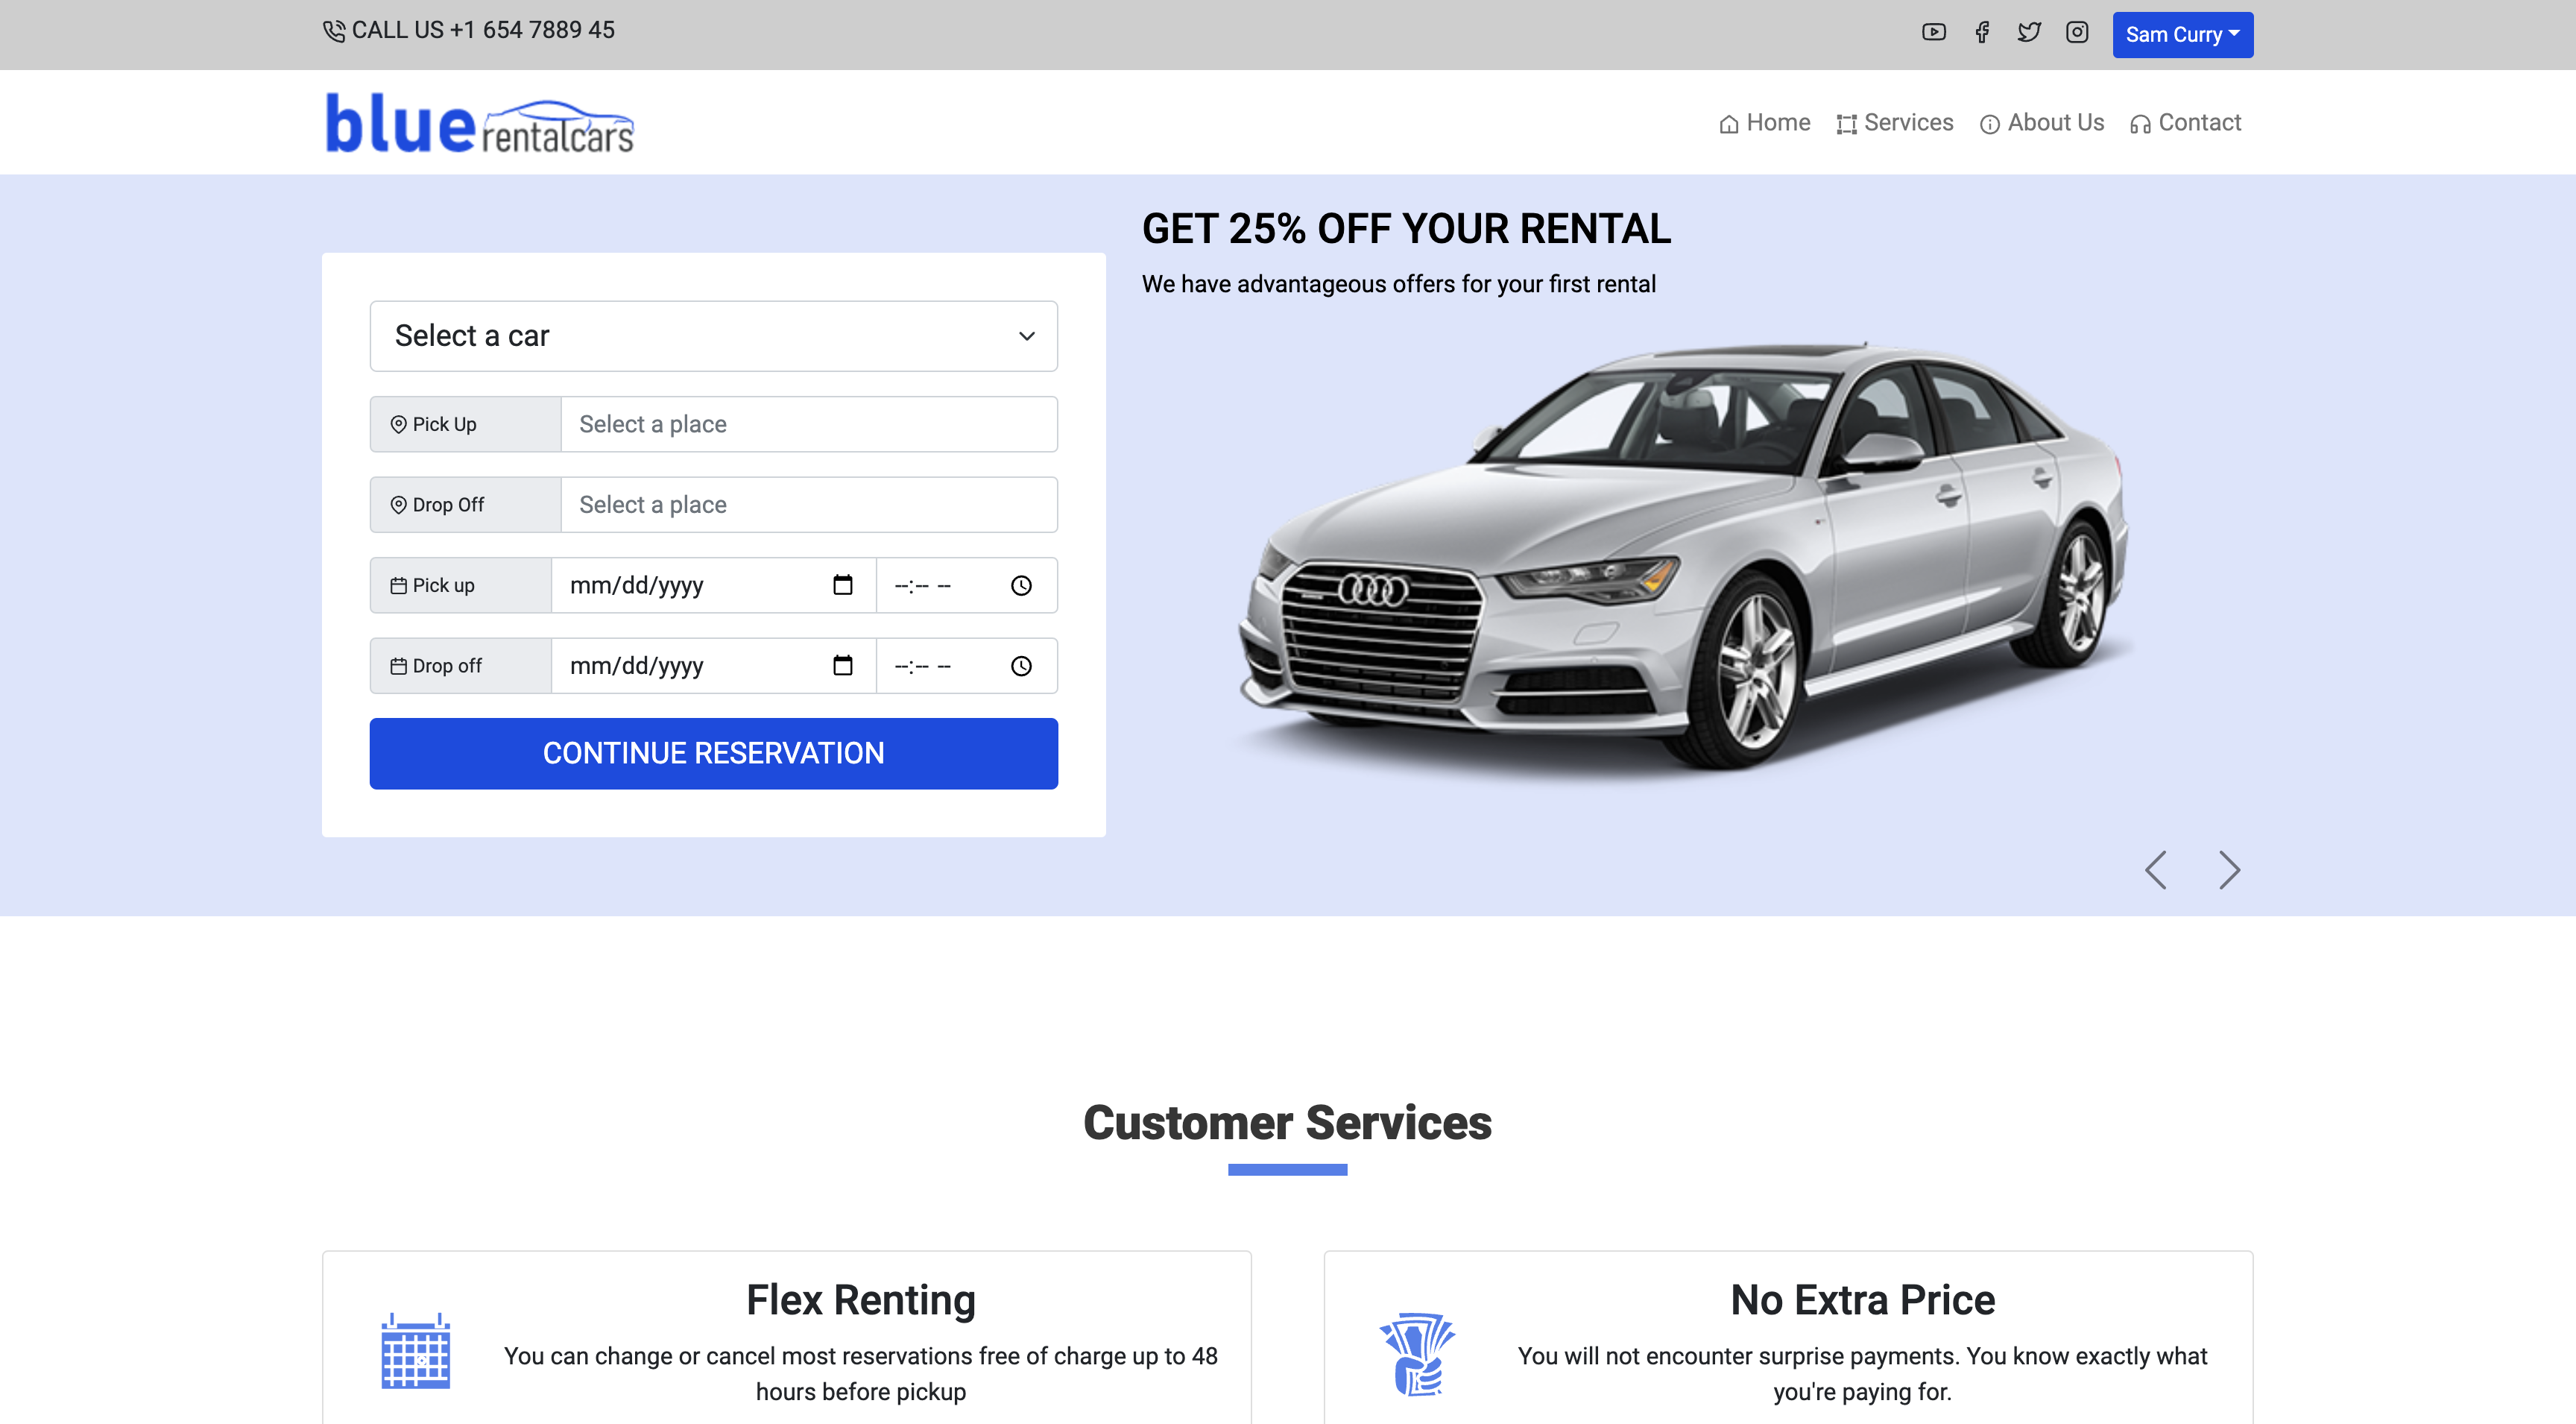 CALL US +1 654 7889 45
Sam Curry
blue rentalcars
Home
Services
About Us
Contact
GET 25% OFF YOUR RENTAL
We have advantageous offers for your first rental
Select a car
Pick Up
Select a place
Drop Off
Select a place
Pick up
mm/dd/yyyy
--:-- --
Drop off
mm/dd/yyyy
--:-- --
CONTINUE RESERVATION
Customer Services
Flex Renting
You can change or cancel most reservations free of charge up to 48
hours before pickup
No Extra Price
You will not encounter surprise payments. You know exactly what
you're paying for.